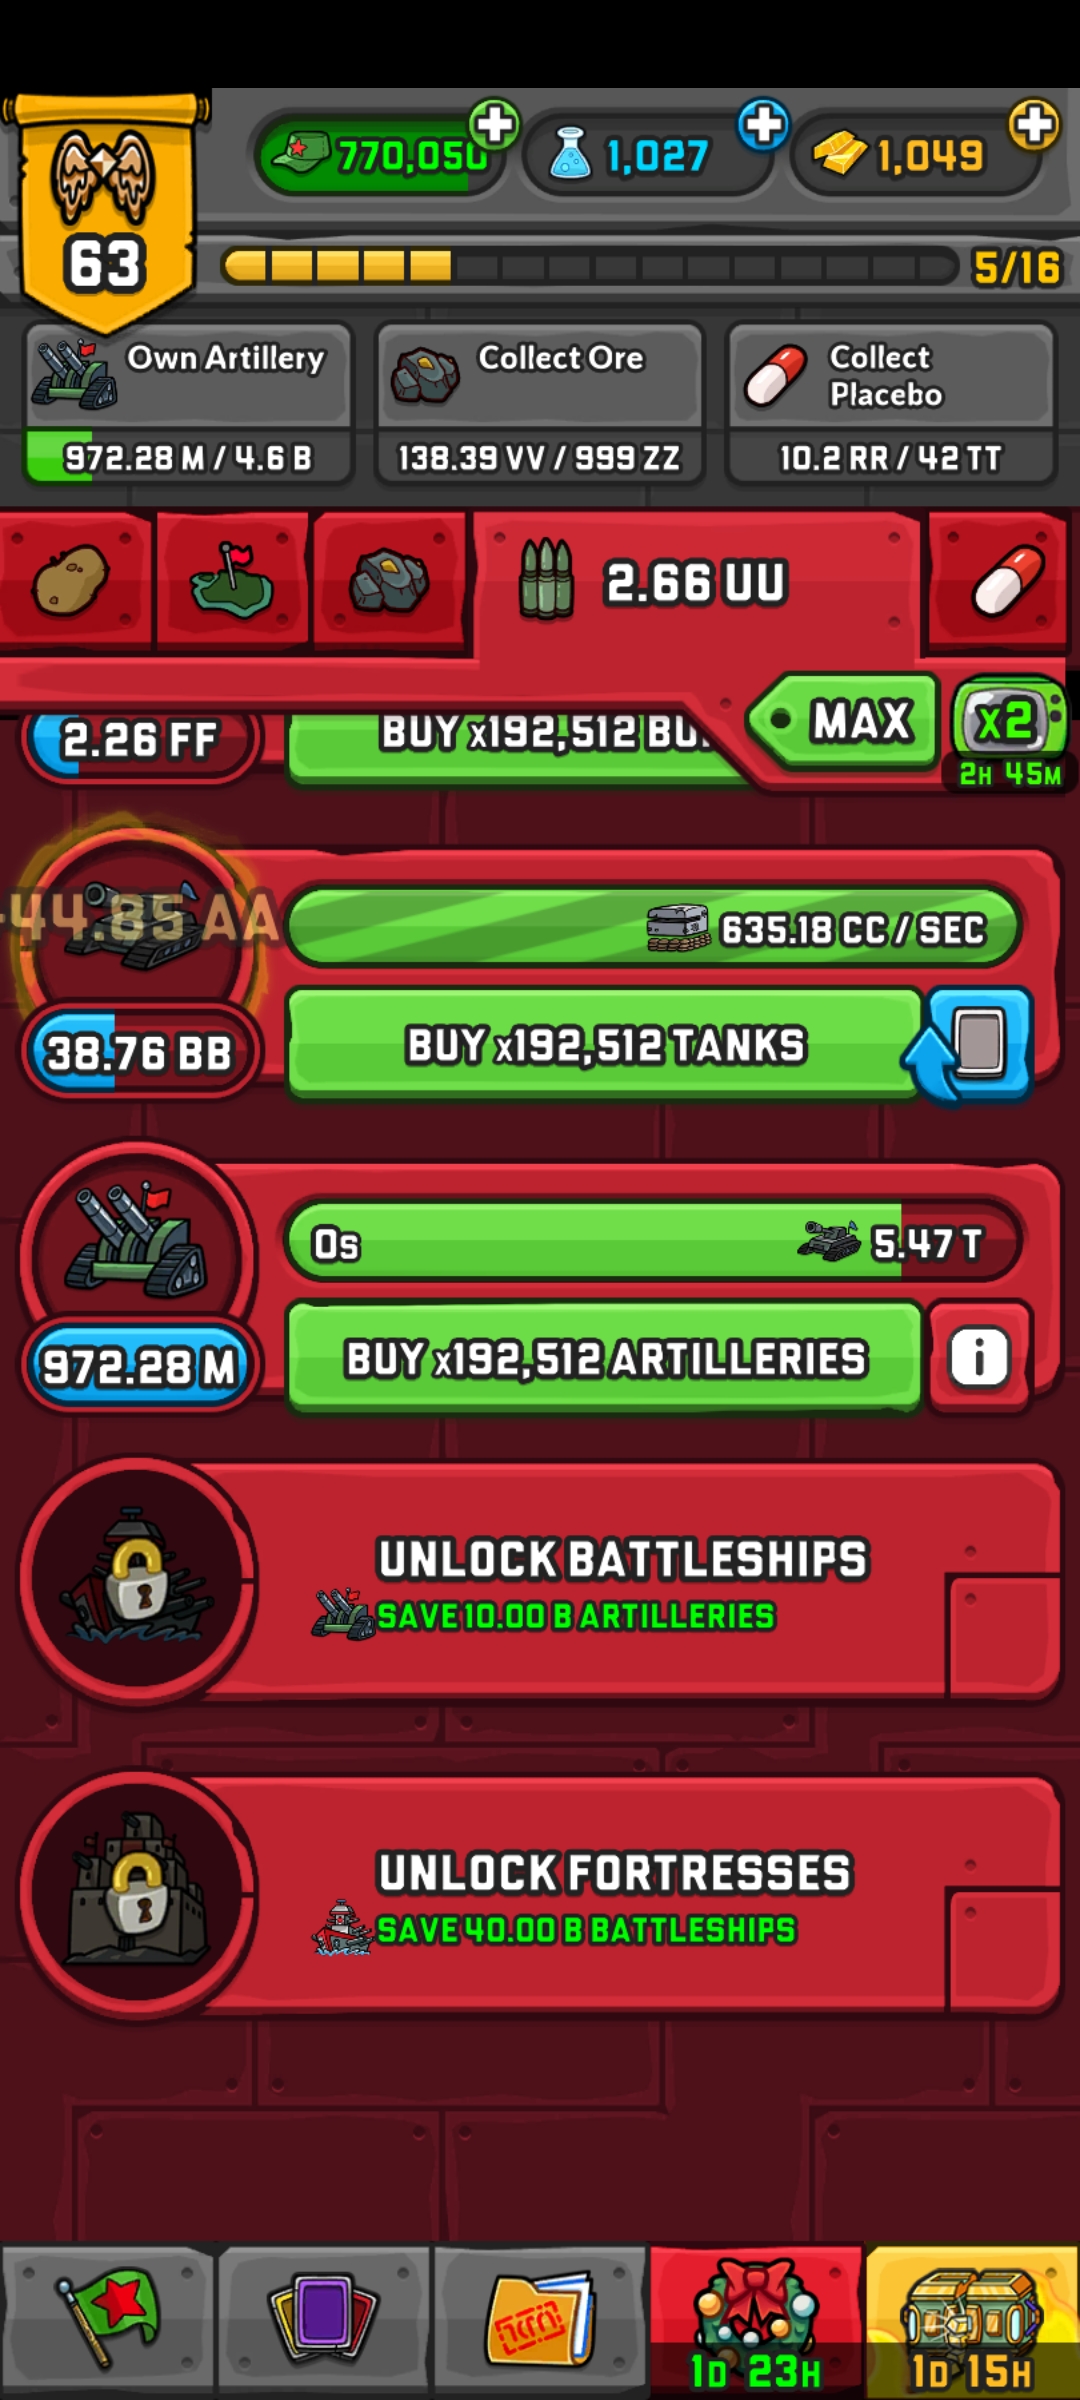 770,050
1,027
1,049
63
5/16
Own Artillery
972.28 M / 4.6 B
Collect Ore
138.39 VV / 999 ZZ
Collect
Placebo
10.2 RR / 42 TT
2.66 UU
MAX
x2
2H 45M
2.26 FF
BUY x192,512
44.85 AA
635.18 CC / SEC
38.76 BB
BUY x192,512 TANKS
0s
5.47 T
972.28 M
BUY x192,512 ARTILLERIES
i
UNLOCK BATTLESHIPS
SAVE 10.00 B ARTILLERIES
UNLOCK FORTRESSES
SAVE 40.00 B BATTLESHIPS
1D 23H
1D 15H